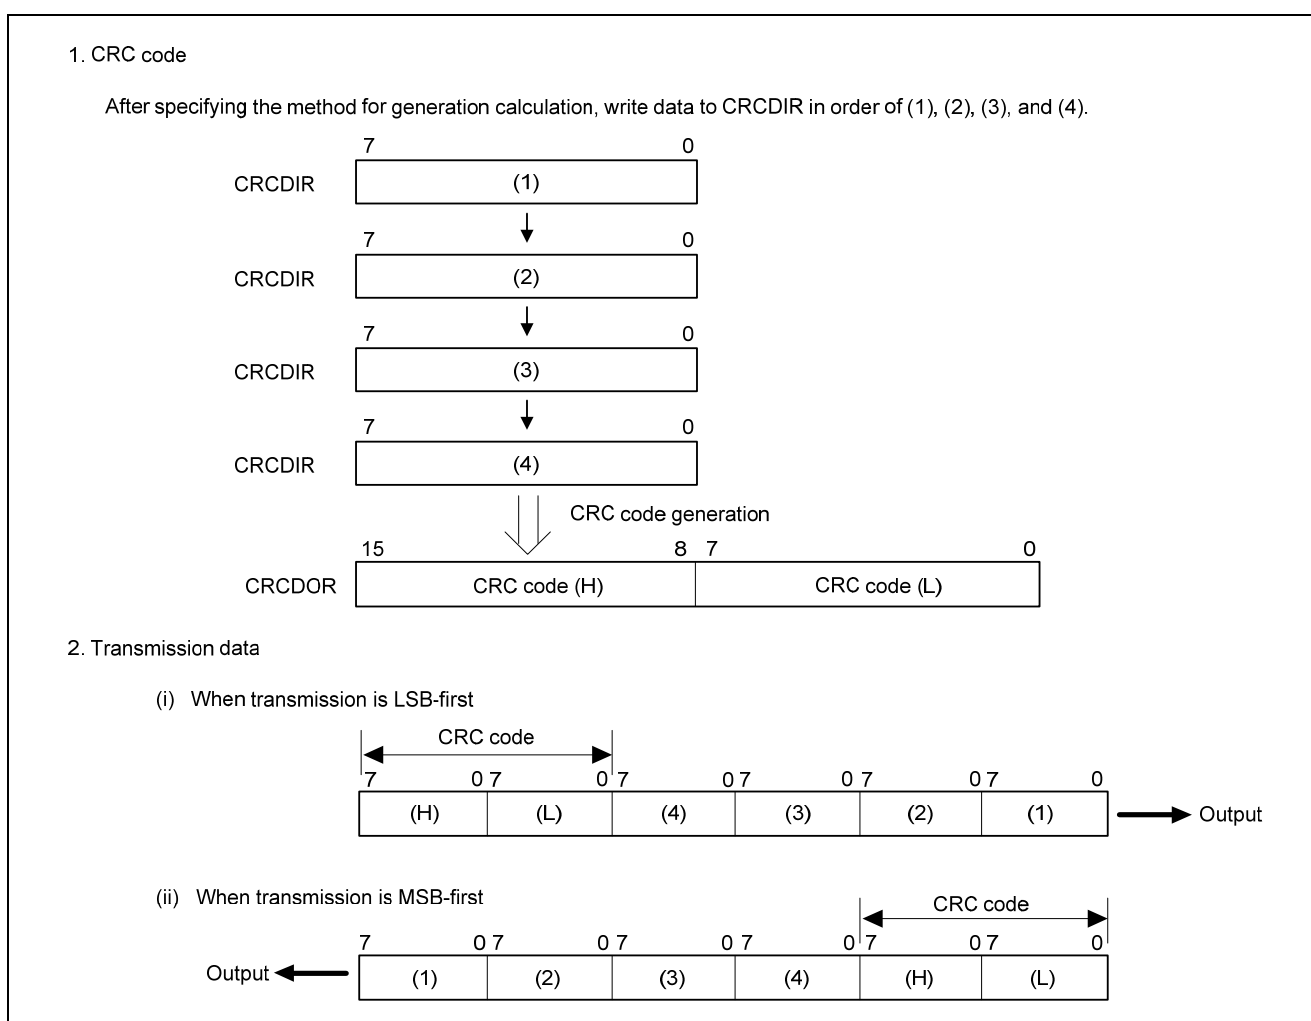 1. CRC code
After specifying the method for generation calculation, write data to CRCDIR in order of (1), (2), (3), and (4).
7 0
CRCDIR (1)
7 0
CRCDIR (2)
7 0
CRCDIR (3)
7 0
CRCDIR (4)
CRC code generation
15 8 7 0
CRCDOR CRC code (H) CRC code (L)
2. Transmission data
(i) When transmission is LSB-first
CRC code
7 0 7 0 7 0 7 0 7 0 7 0
(H) (L) (4) (3) (2) (1) Output
(ii) When transmission is MSB-first
CRC code
7 0 7 0 7 0 7 0 7 0 7 0
Output (1) (2) (3) (4) (H) (L)